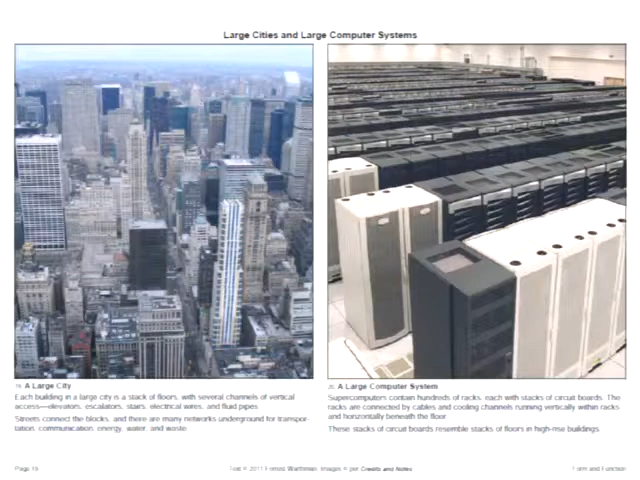 Large Cities and Large Computer Systems
19. A Large City
Each building in a large city is a stack of floors, with several channels of vertical
access—elevators, escalators, stairs, electrical wires, and fluid pipes.
Streets connect the blocks, and there are many networks underground for transpor-
tation, communication, energy, water, and waste.
20. A Large Computer System
Supercomputers contain hundreds of racks, each with stacks of circuit boards. The
racks are connected by cables and cooling channels running vertically within racks
and horizontally beneath the floor.
These stacks of circuit boards resemble stacks of floors in high-rise buildings.
Page 19
Text © 2011 Forrest Warthman. Images © per Credits and Notes
Form and Function